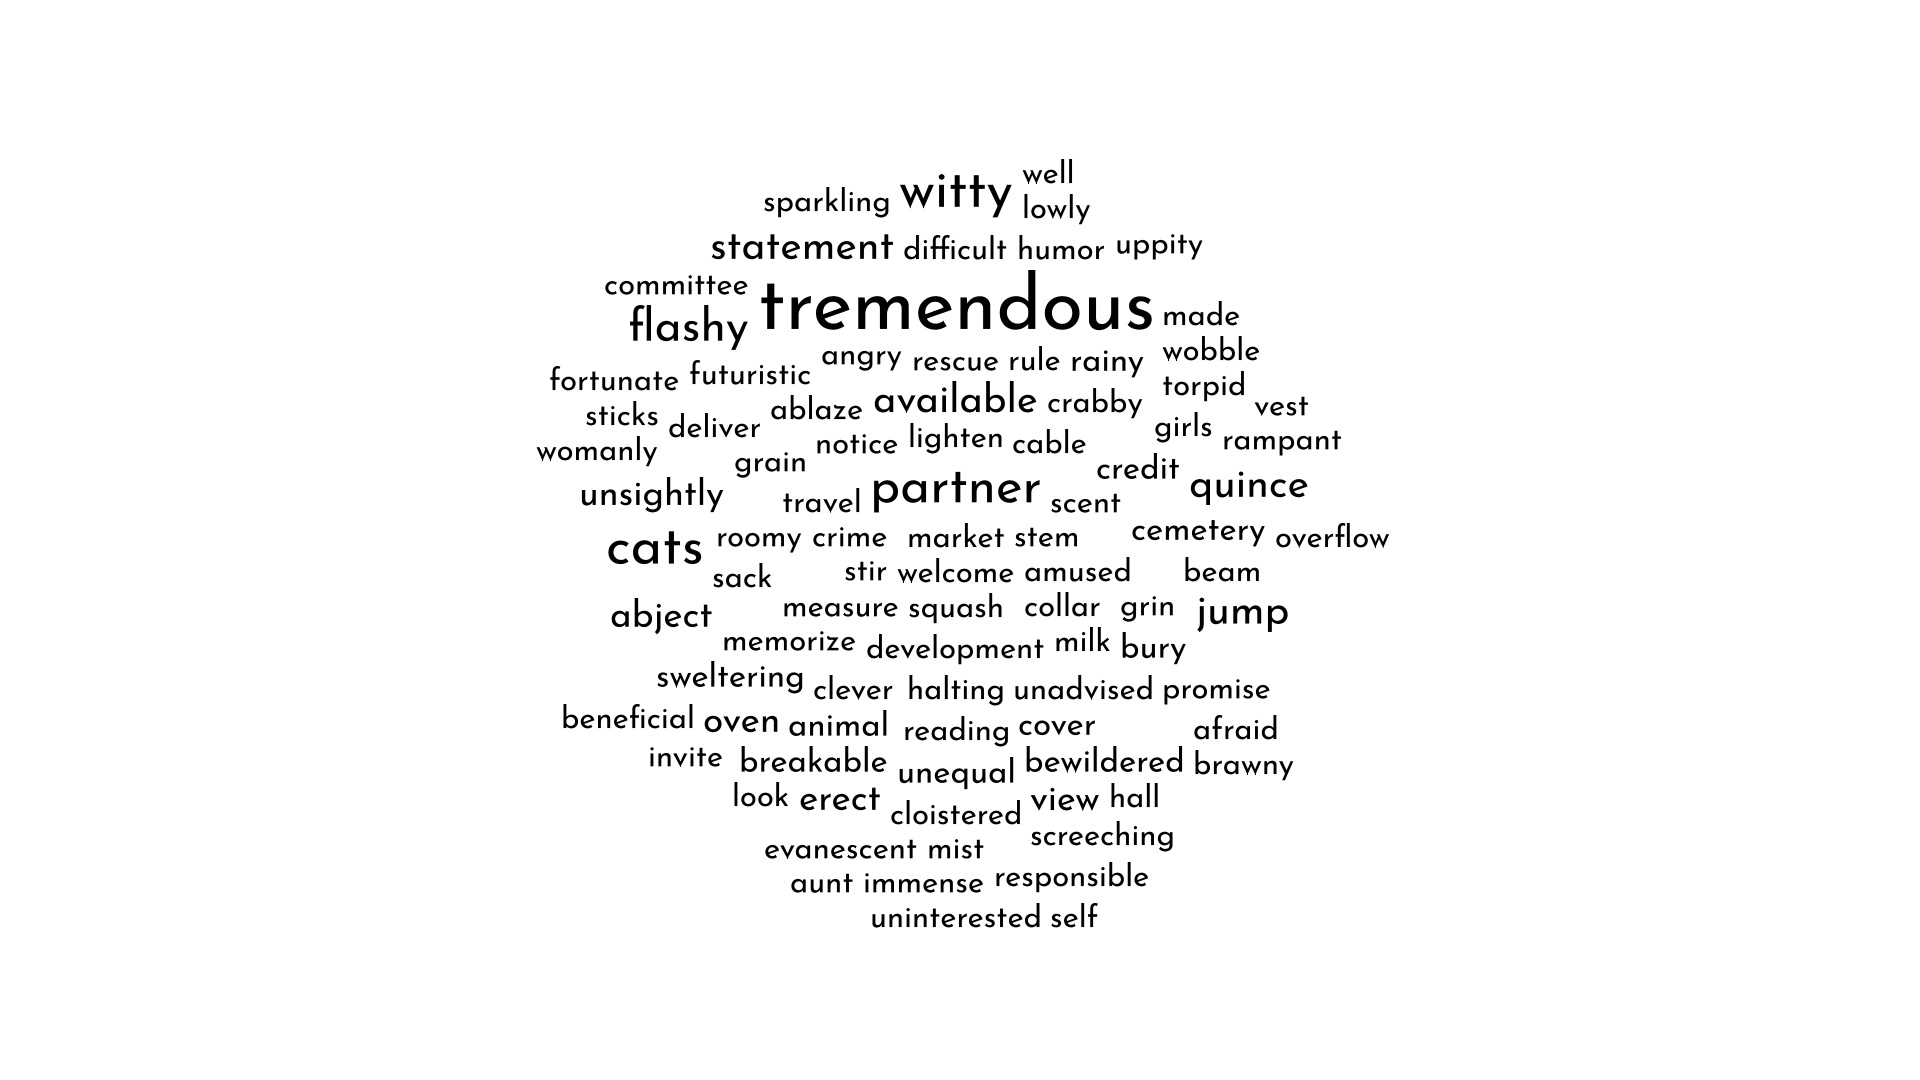 well
sparkling witty lowly
statement difficult humor uppity
committee
flashy tremendous made
angry rescue rule rainy wobble
fortunate futuristic torpid
sticks deliver ablaze available crabby vest
womanly notice lighten cable girls rampant
grain credit
unsightly travel partner scent quince
cats roomy crime market stem cemetery overflow
sack stir welcome amused beam
abject measure squash collar grin jump
memorize development milk bury
sweltering clever halting unadvised promise
beneficial oven animal reading cover afraid
invite breakable unequal bewildered brawny
look erect cloistered view hall
evanescent mist screeching
aunt immense responsible
uninterested self